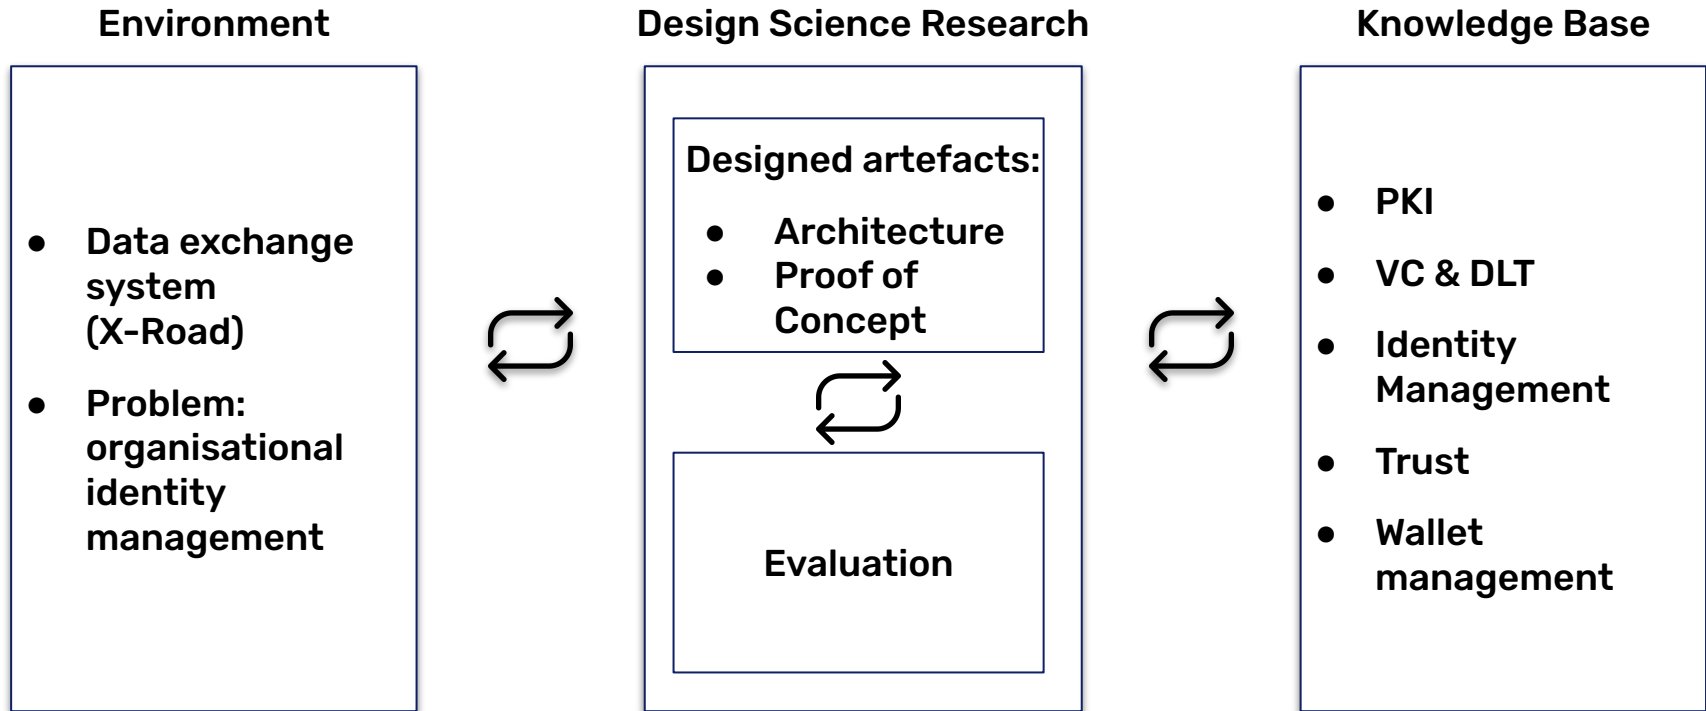 Environment
Design Science Research
Knowledge Base
● Data exchange
system
(X-Road)
● Problem:
organisational
identity
management
Designed artefacts:
● Architecture
● Proof of
Concept
Evaluation
● PKI
● VC & DLT
● Identity
Management
● Trust
● Wallet
management